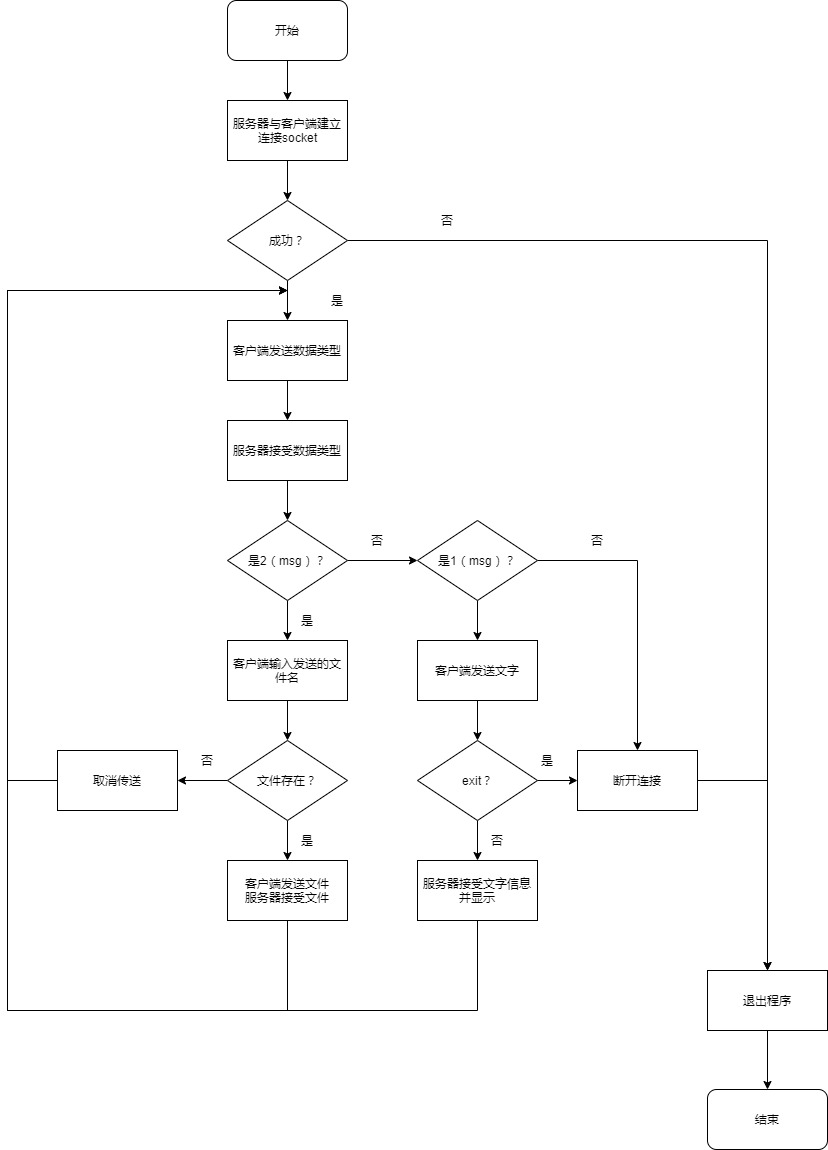 开始
服务器与客户端建立
连接socket
成功？
否
是
客户端发送数据类型
服务器接受数据类型
是2（msg）？
否
是1（msg）？
否
是
客户端输入发送的文
件名
客户端发送文字
取消传送
否
文件存在？
exit？
是
断开连接
是
否
客户端发送文件
服务器接受文件
服务器接受文字信息
并显示
退出程序
结束